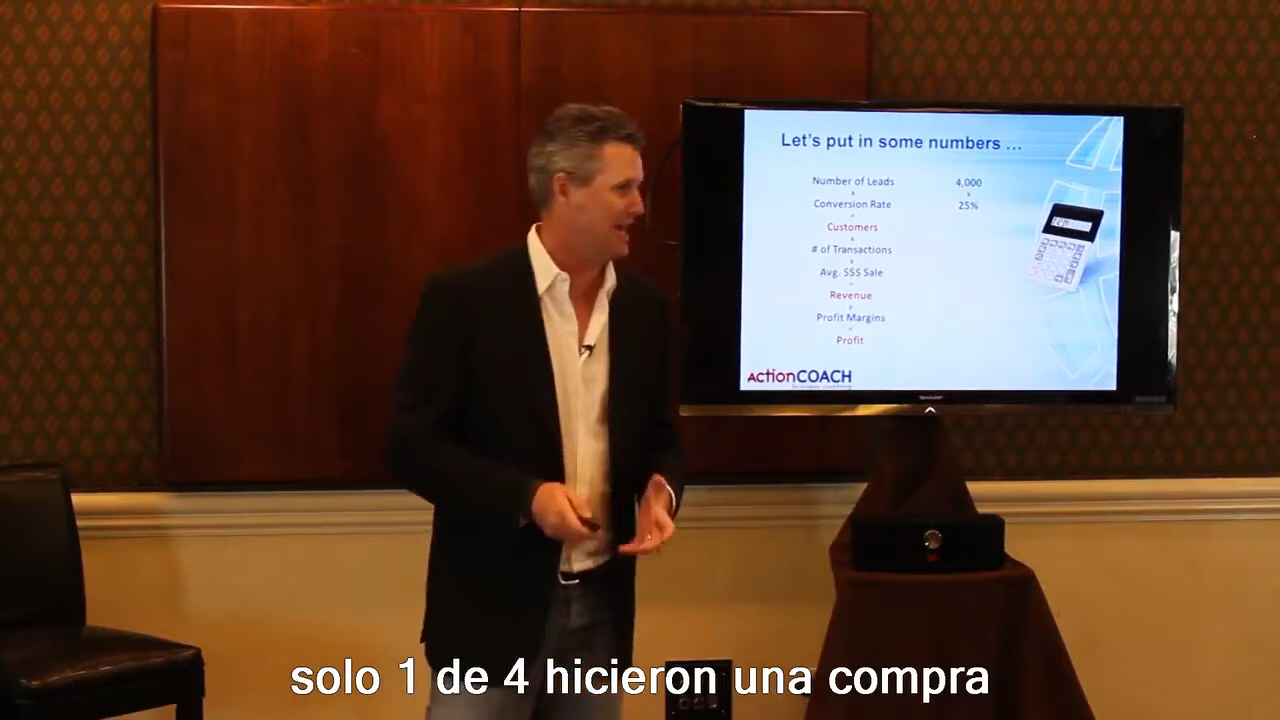 Let's put in some numbers ...
Number of Leads 4,000
x x
Conversion Rate 25%
=
Customers
x
# of Transactions
x
Avg. $$$ Sale
=
Revenue
x
Profit Margins
=
Profit
ActionCOACH
solo 1 de 4 hicieron una compra